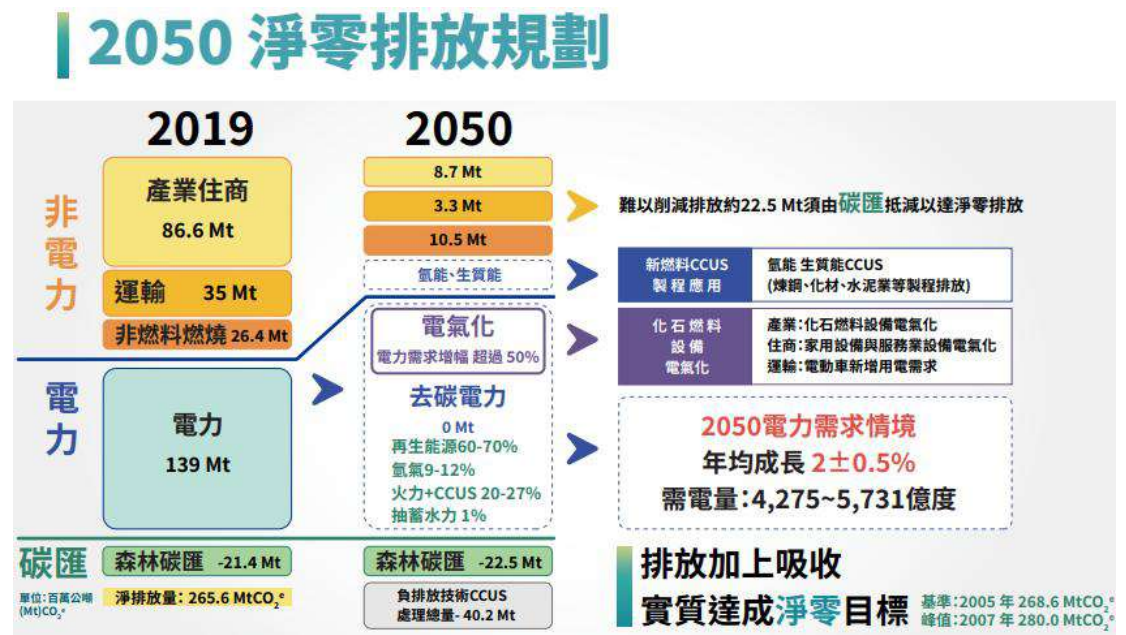 2050 淨零排放規劃
2019
2050
非電力
產業住商
86.6 Mt
運輸 35 Mt
非燃料燃燒 26.4 Mt
8.7 Mt
3.3 Mt
10.5 Mt
氫能、生質能
難以削減排放約22.5 Mt須由碳匯抵減以達淨零排放
新燃料CCUS
製程應用
氫能 生質能CCUS
(煉鋼、化材、水泥業等製程排放)
電氣化
電力需求增幅 超過 50%
化石燃料
設備
電氣化
產業:化石燃料設備電氣化
住商:家用設備與服務業設備電氣化
運輸:電動車新增用電需求
電力
電力
139 Mt
去碳電力
0 Mt
再生能源60-70%
氫氣9-12%
火力+CCUS 20-27%
抽蓄水力 1%
2050電力需求情境
年均成長 2±0.5%
需電量:4,275~5,731億度
碳匯
單位:百萬公噸
(Mt)CO₂ᵉ
森林碳匯 -21.4 Mt
淨排放量: 265.6 MtCO₂ᵉ
森林碳匯 -22.5 Mt
負排放技術CCUS
處理總量- 40.2 Mt
排放加上吸收
實質達成淨零目標
基準:2005 年 268.6 MtCO₂ᵉ
峰值:2007 年 280.0 MtCO₂ᵉ